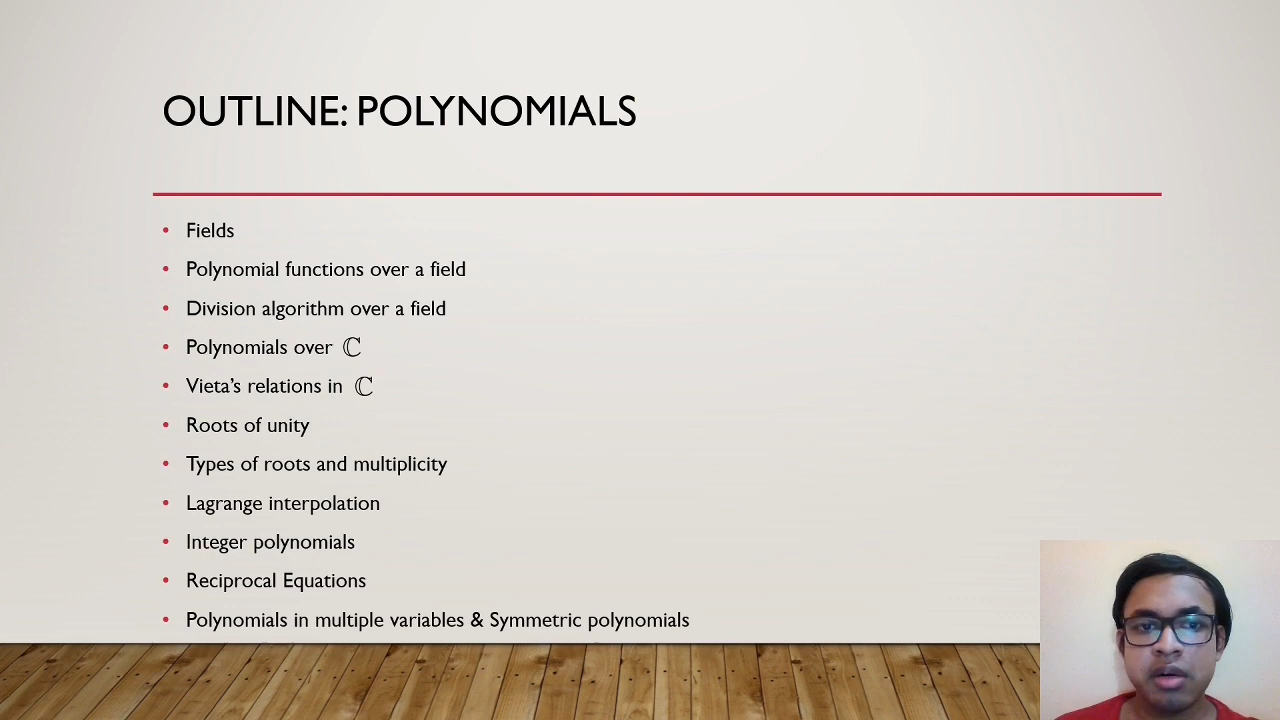 OUTLINE: POLYNOMIALS
• Fields
• Polynomial functions over a field
• Division algorithm over a field
• Polynomials over ℂ
• Vieta’s relations in ℂ
• Roots of unity
• Types of roots and multiplicity
• Lagrange interpolation
• Integer polynomials
• Reciprocal Equations
• Polynomials in multiple variables & Symmetric polynomials